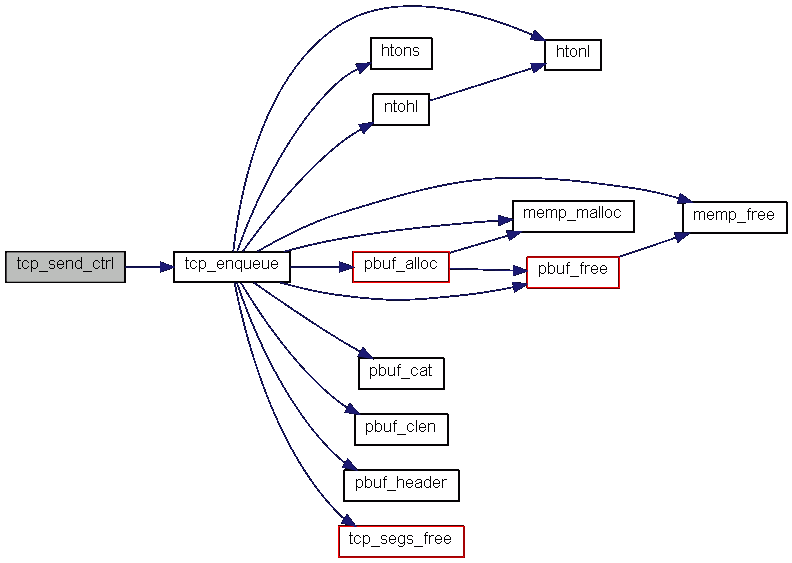 htons
htonl
ntohl
memp_malloc
memp_free
tcp_send_ctrl
tcp_enqueue
pbuf_alloc
pbuf_free
pbuf_cat
pbuf_clen
pbuf_header
tcp_segs_free